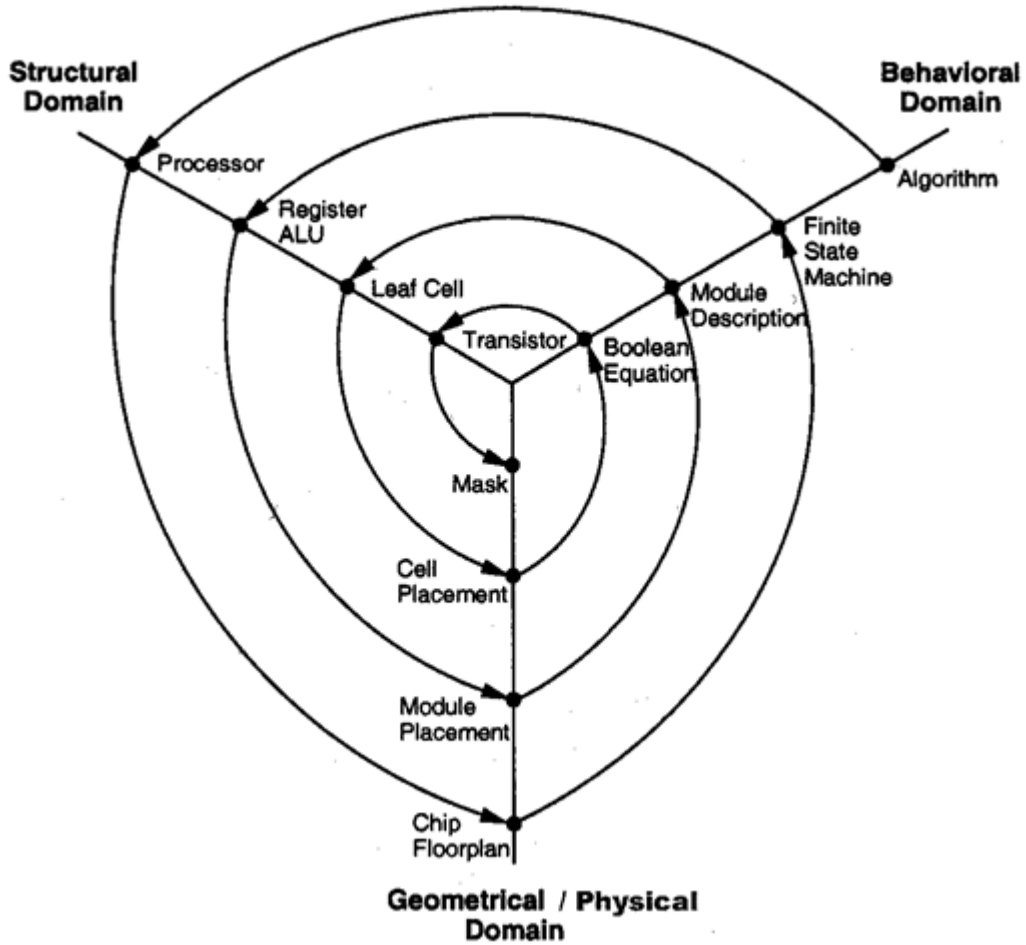 Structural
Domain
Behavioral
Domain
Processor
Algorithm
Register
ALU
Finite
State
Machine
Leaf Cell
Module
Description
Transistor
Boolean
Equation
Mask
Cell
Placement
Module
Placement
Chip
Floorplan
Geometrical / Physical
Domain